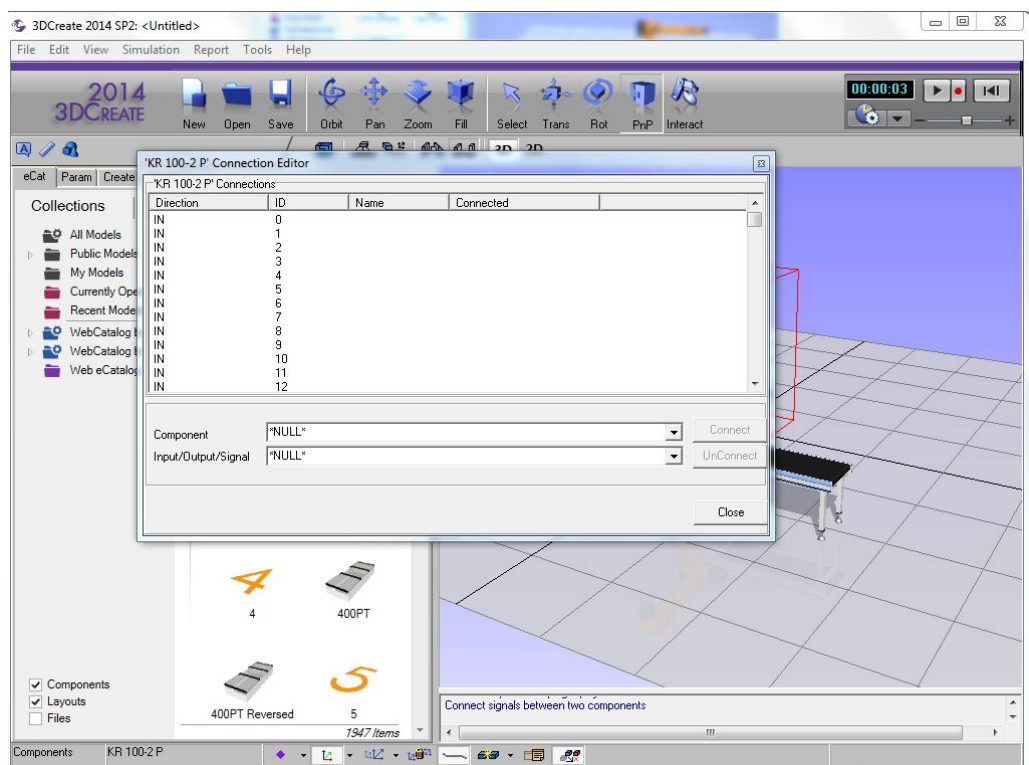 3DCreate 2014 SP2: <Untitled>
File Edit View Simulation Report Tools Help
2014
3DCREATE
New Open Save Orbit Pan Zoom Fill Select Trans Rot PnP Interact
00:00:03
3D 2D
'KR 100-2 P' Connection Editor
eCat Param Create
'KR 100-2 P' Connections
Direction ID Name Connected
IN 0
IN 1
IN 2
IN 3
IN 4
IN 5
IN 6
IN 7
IN 8
IN 9
IN 10
IN 11
IN 12
Collections
All Models
Public Models
My Models
Currently Ope
Recent Mode
WebCatalog
WebCatalog
Web eCatalog
Component *NULL* Connect
Input/Output/Signal *NULL* UnConnect
Close
4 400PT
400PT Reversed 5
1947 Items
Components
Layouts
Files
Connect signals between two components
Components KR 100-2 P